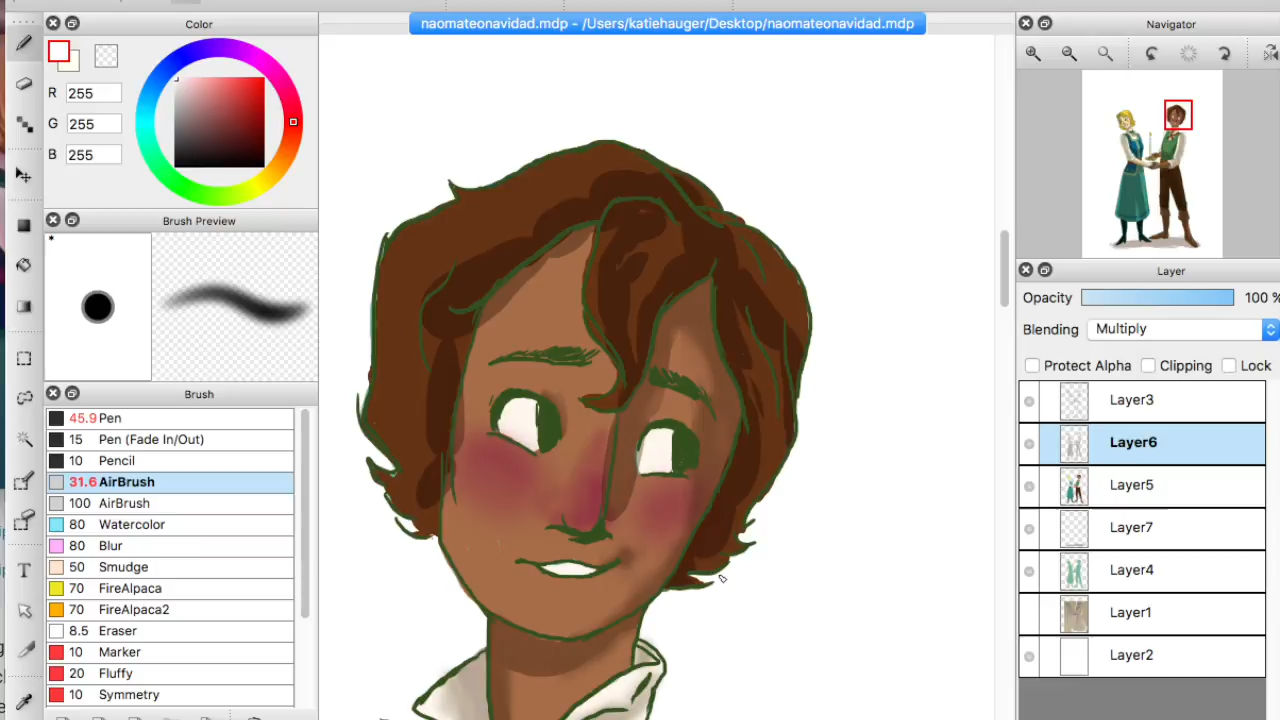 naomateonavidad.mdp - /Users/katiehauger/Desktop/naomateonavidad.mdp
Color
R 255
G 255
B 255
Brush Preview
*
Brush
45.9 Pen
15 Pen (Fade In/Out)
10 Pencil
31.6 AirBrush
100 AirBrush
80 Watercolor
80 Blur
50 Smudge
70 FireAlpaca
70 FireAlpaca2
8.5 Eraser
10 Marker
20 Fluffy
10 Symmetry
T
Navigator
Layer
Opacity 100 %
Blending Multiply
Protect Alpha Clipping Lock
Layer3
Layer6
Layer5
Layer7
Layer4
Layer1
Layer2